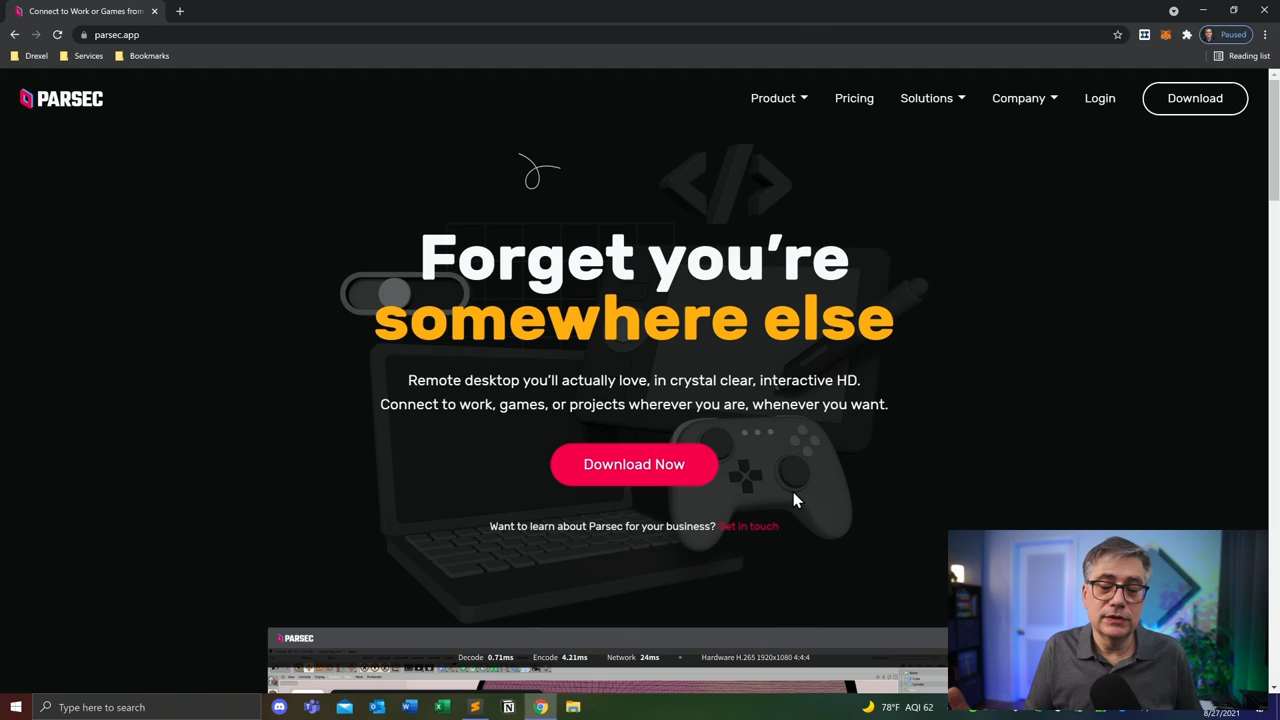 Connect to Work or Games from
parsec.app
Paused
Drexel
Services
Bookmarks
Reading list
PARSEC
Product
Pricing
Solutions
Company
Login
Download
Forget you're
somewhere else
Remote desktop you'll actually love, in crystal clear, interactive HD.
Connect to work, games, or projects wherever you are, whenever you want.
Download Now
Want to learn about Parsec for your business? Get in touch
PARSEC
Decode 0.71ms Encode 4.21ms Network 24ms • Hardware H.265 1920x1080 4:4:4
Type here to search
78°F AQI 62
8/27/2021